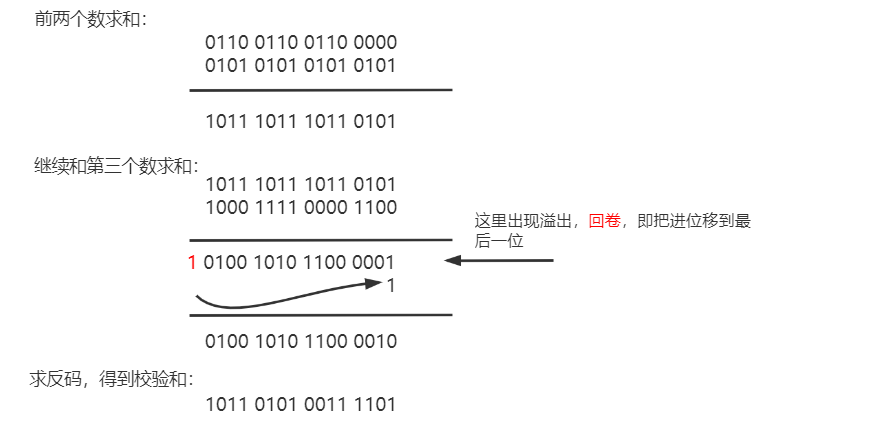 前两个数求和：
0110 0110 0110 0000
0101 0101 0101 0101
1011 1011 1011 0101
继续和第三个数求和：
1011 1011 1011 0101
1000 1111 0000 1100
这里出现溢出，回卷，即把进位移到最
后一位
1 0100 1010 1100 0001
1
0100 1010 1100 0010
求反码，得到校验和：
1011 0101 0011 1101